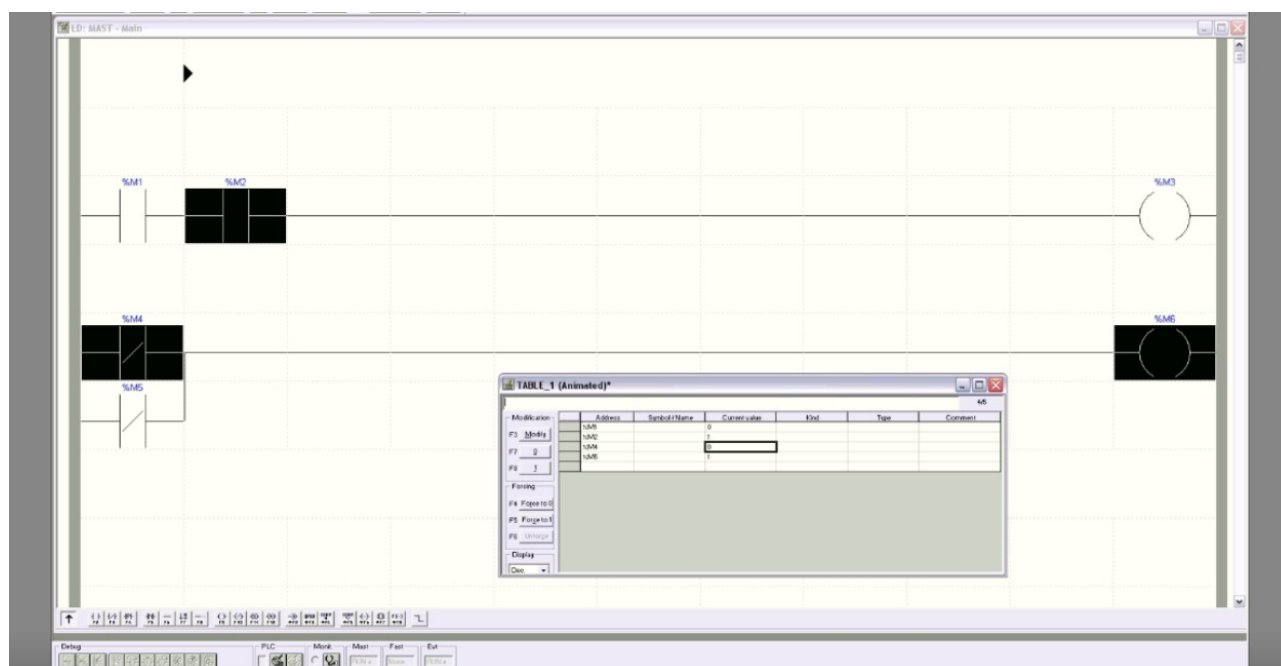 LD: MAST - Main
%M1
%M2
%M3
%M4
%M6
%M5
TABLE_1 (Animated)*
4/5
Modification
Address
Symbol / Name
Current value
Kind
Type
Comment
F3 Modify
0
%M2
1
F7 0
%M4
0
%M5
1
F8 1
Forcing
F4 Force to 0
F5 Force to 1
F6 Unforce
Display
Dec.
Debug
PLC
Monit.
Mast
Fast
Evt